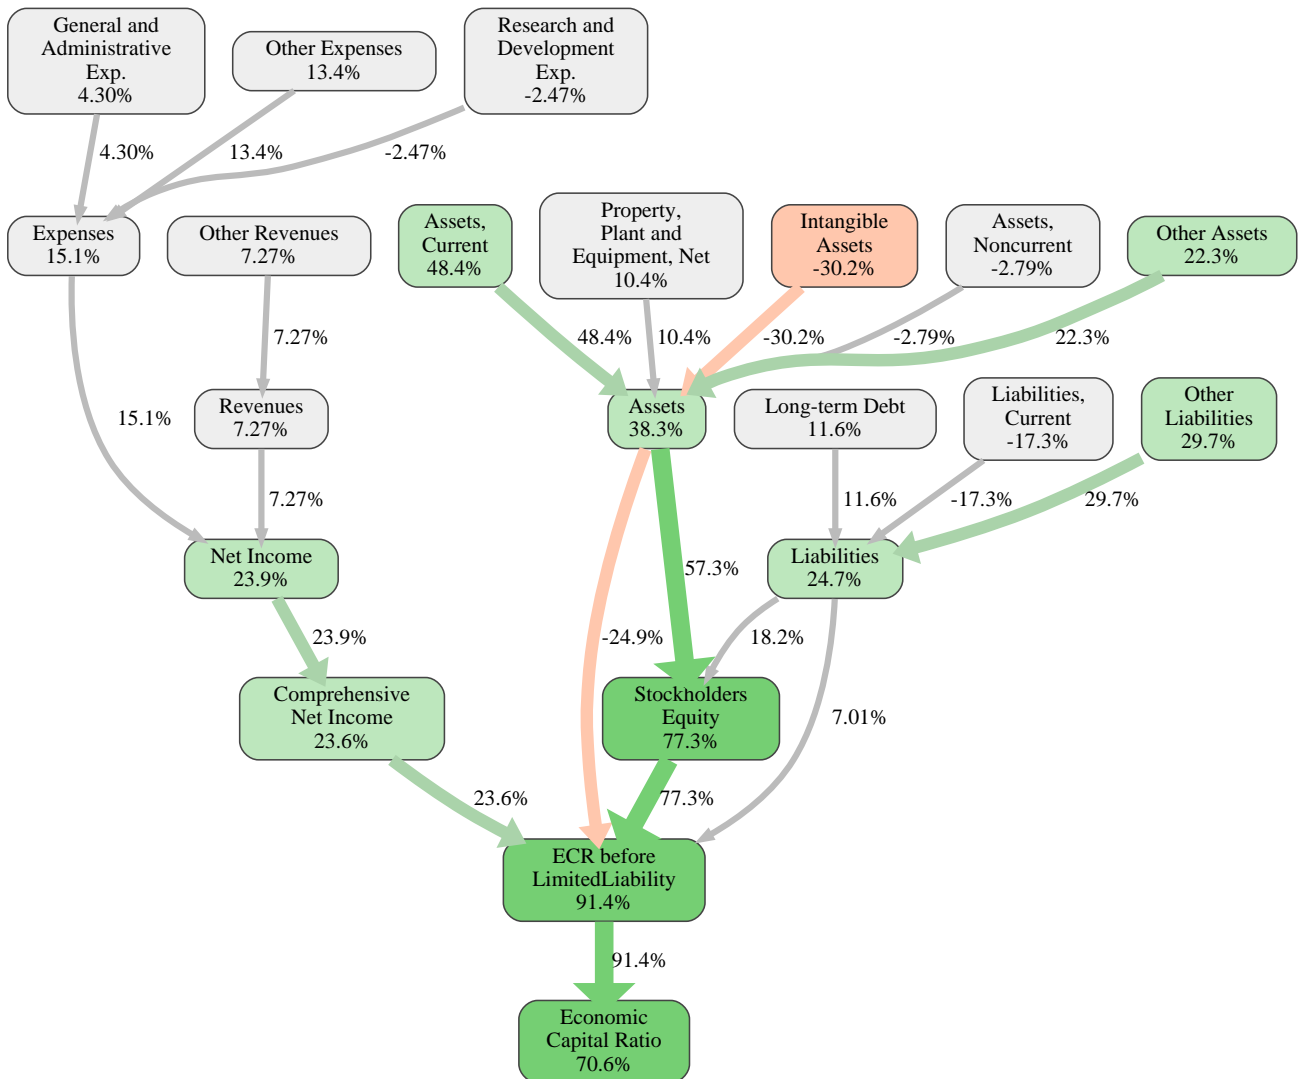 General and
Administrative
Exp.
4.30%
Other Expenses
13.4%
Research and
Development
Exp.
-2.47%
4.30%
13.4%
-2.47%
Expenses
15.1%
Other Revenues
7.27%
Assets,
Current
48.4%
Property,
Plant and
Equipment, Net
10.4%
Intangible
Assets
-30.2%
Assets,
Noncurrent
-2.79%
Other Assets
22.3%
7.27%
48.4%
10.4%
-30.2%
-2.79%
22.3%
15.1%
Revenues
7.27%
Assets
38.3%
Long-term Debt
11.6%
Liabilities,
Current
-17.3%
Other
Liabilities
29.7%
7.27%
11.6%
-17.3%
29.7%
Net Income
23.9%
57.3%
Liabilities
24.7%
23.9%
-24.9%
18.2%
Comprehensive
Net Income
23.6%
Stockholders
Equity
77.3%
7.01%
23.6%
77.3%
ECR before
LimitedLiability
91.4%
91.4%
Economic
Capital Ratio
70.6%